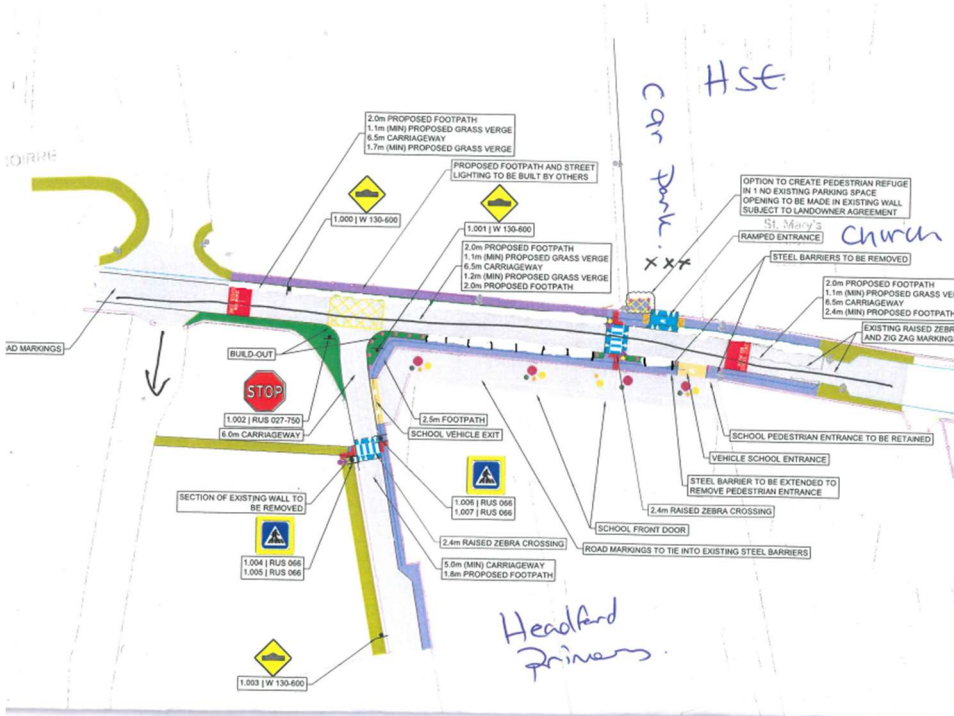 HSE
Car Park.
2.0m PROPOSED FOOTPATH
1.1m (MIN) PROPOSED GRASS VERGE
6.5m CARRIAGEWAY
1.7m (MIN) PROPOSED GRASS VERGE
PROPOSED FOOTPATH AND STREET
LIGHTING TO BE BUILT BY OTHERS
OPTION TO CREATE PEDESTRIAN REFUGE
IN 1 NO EXISTING PARKING SPACE
OPENING TO BE MADE IN EXISTING WALL
SUBJECT TO LANDOWNER AGREEMENT
1.000 | W 130-600
1.001 | W 130-600
St. Mary's
Church
RAMPED ENTRANCE
2.0m PROPOSED FOOTPATH
1.1m (MIN) PROPOSED GRASS VERGE
6.5m CARRIAGEWAY
1.2m (MIN) PROPOSED GRASS VERGE
2.0m PROPOSED FOOTPATH
STEEL BARRIERS TO BE REMOVED
xxx
2.0m PROPOSED FOOTPATH
1.1m (MIN) PROPOSED GRASS VE
6.5m CARRIAGEWAY
2.4m (MIN) PROPOSED FOOTP
EXISTING RAISED ZEBR
AND ZIG ZAG MARKING
AD MARKINGS
BUILD-OUT
STOP
1.002 | RUS 027-750
6.0m CARRIAGEWAY
2.5m FOOTPATH
SCHOOL VEHICLE EXIT
SCHOOL PEDESTRIAN ENTRANCE TO BE RETAINED
VEHICLE SCHOOL ENTRANCE
STEEL BARRIER TO BE EXTENDED TO
REMOVE PEDESTRIAN ENTRANCE
SECTION OF EXISTING WALL TO
BE REMOVED
1.006 | RUS 066
1.007 | RUS 066
2.4m RAISED ZEBRA CROSSING
SCHOOL FRONT DOOR
ROAD MARKINGS TO TIE INTO EXISTING STEEL BARRIERS
2.4m RAISED ZEBRA CROSSING
1.004 | RUS 066
1.005 | RUS 066
5.0m (MIN) CARRIAGEWAY
1.8m PROPOSED FOOTPATH
Headford
1.003 | W 130-600